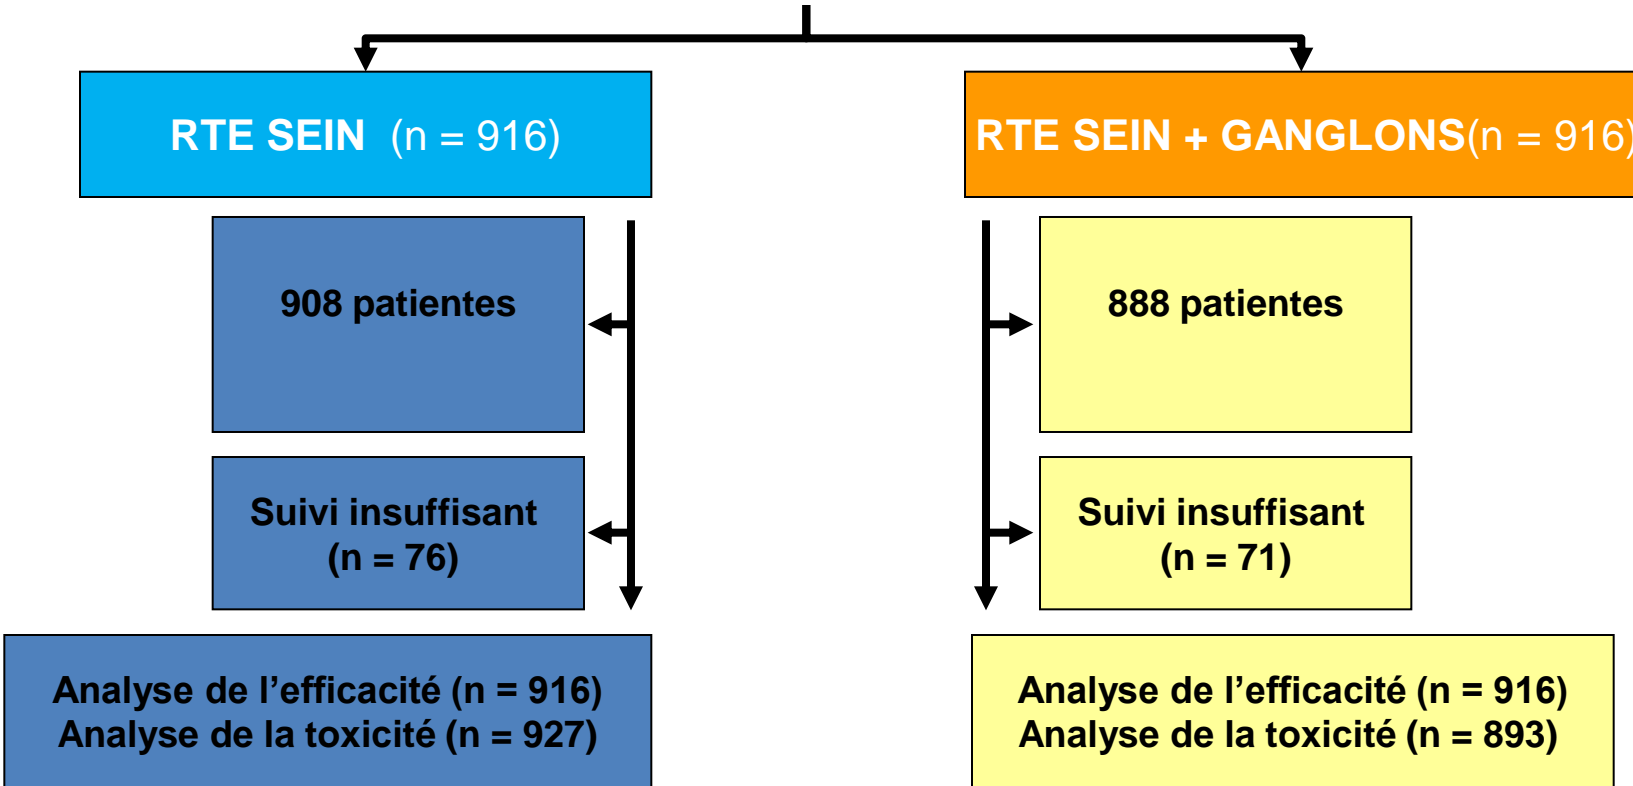 RTE SEIN (n = 916)
RTE SEIN + GANGLONS(n = 916)
908 patientes
888 patientes
Suivi insuffisant
(n = 76)
Suivi insuffisant
(n = 71)
Analyse de l’efficacité (n = 916)
Analyse de la toxicité (n = 927)
Analyse de l’efficacité (n = 916)
Analyse de la toxicité (n = 893)